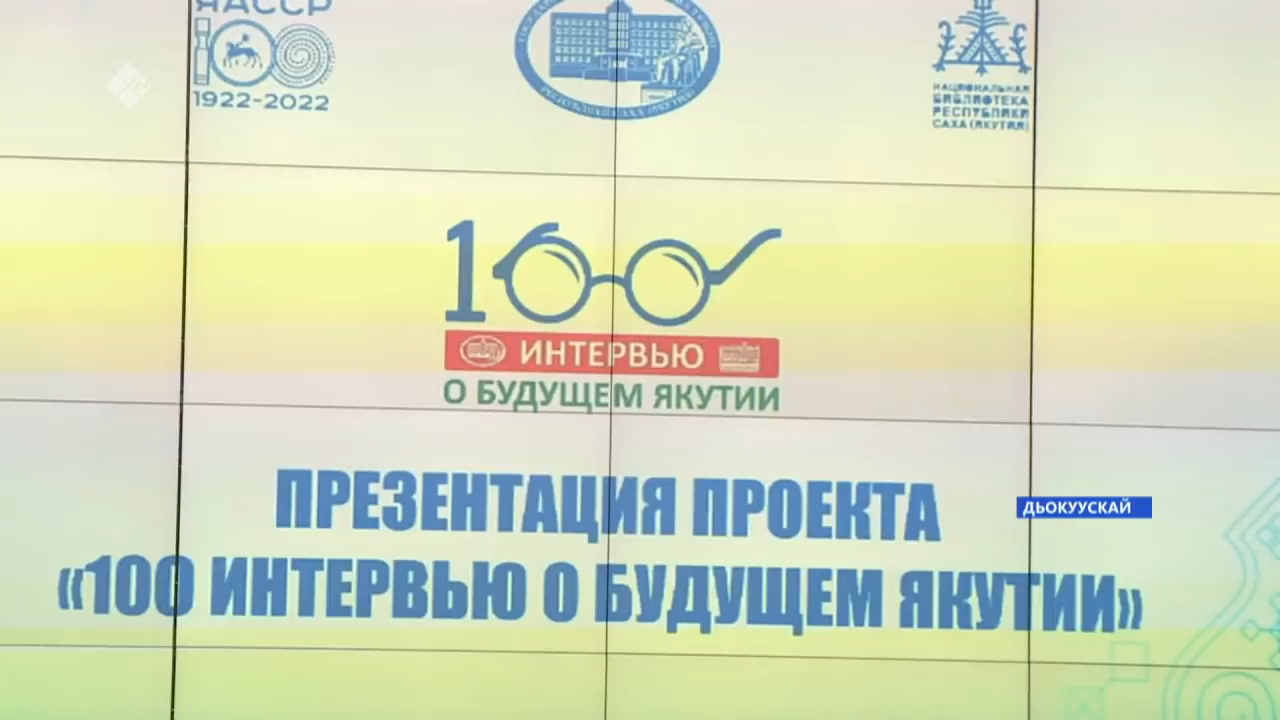 ЯАССР
100
1922-2022
НАЦИОНАЛЬНАЯ
БИБЛИОТЕКА
РЕСПУБЛИКИ
САХА (ЯКУТИЯ)
100
ИНТЕРВЬЮ
О БУДУЩЕМ ЯКУТИИ
ПРЕЗЕНТАЦИЯ ПРОЕКТА
«100 ИНТЕРВЬЮ О БУДУЩЕМ ЯКУТИИ»
ДЬОКУУСКАЙ